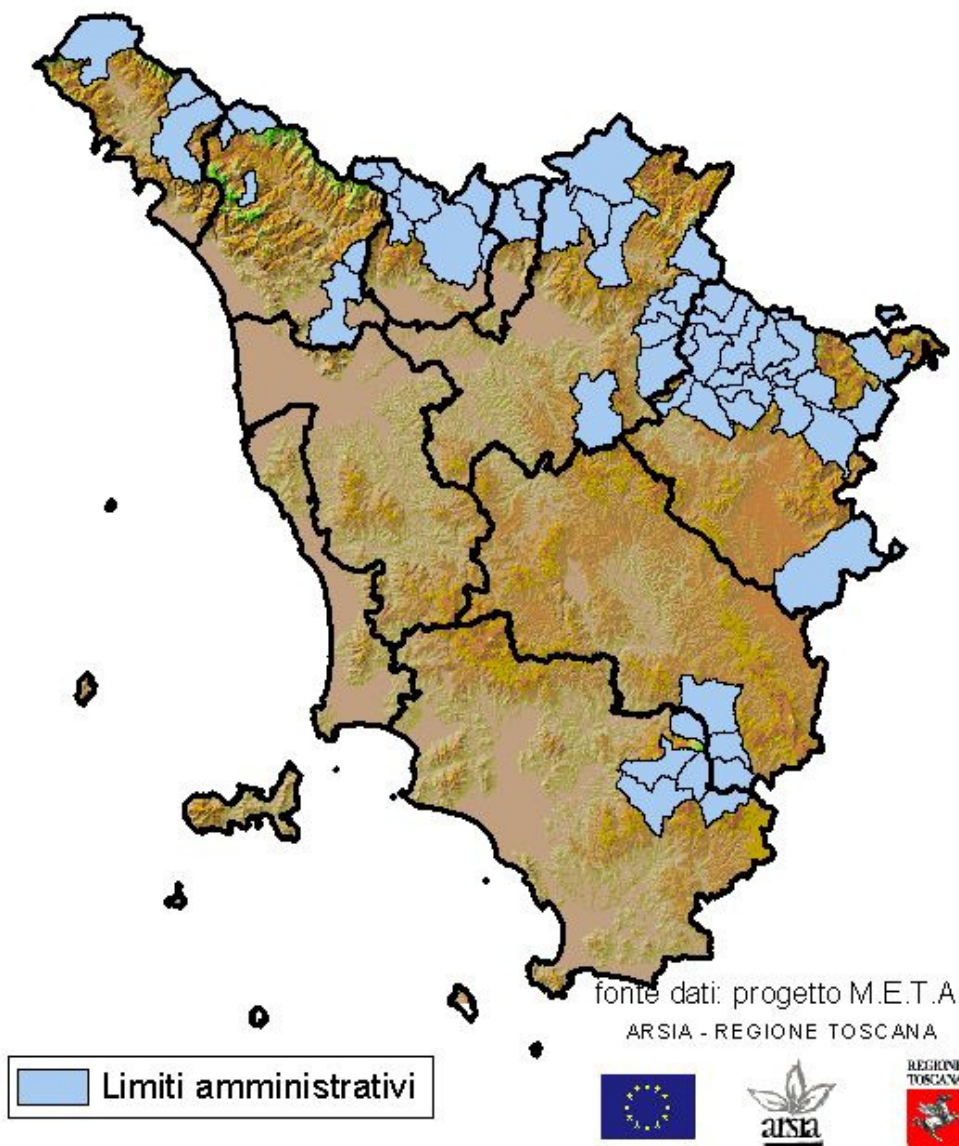 fonte dati: progetto M.E.T.A
ARSIA - REGIONE TOSCANA
Limiti amministrativi
arsia
REGIONE
TOSCANA